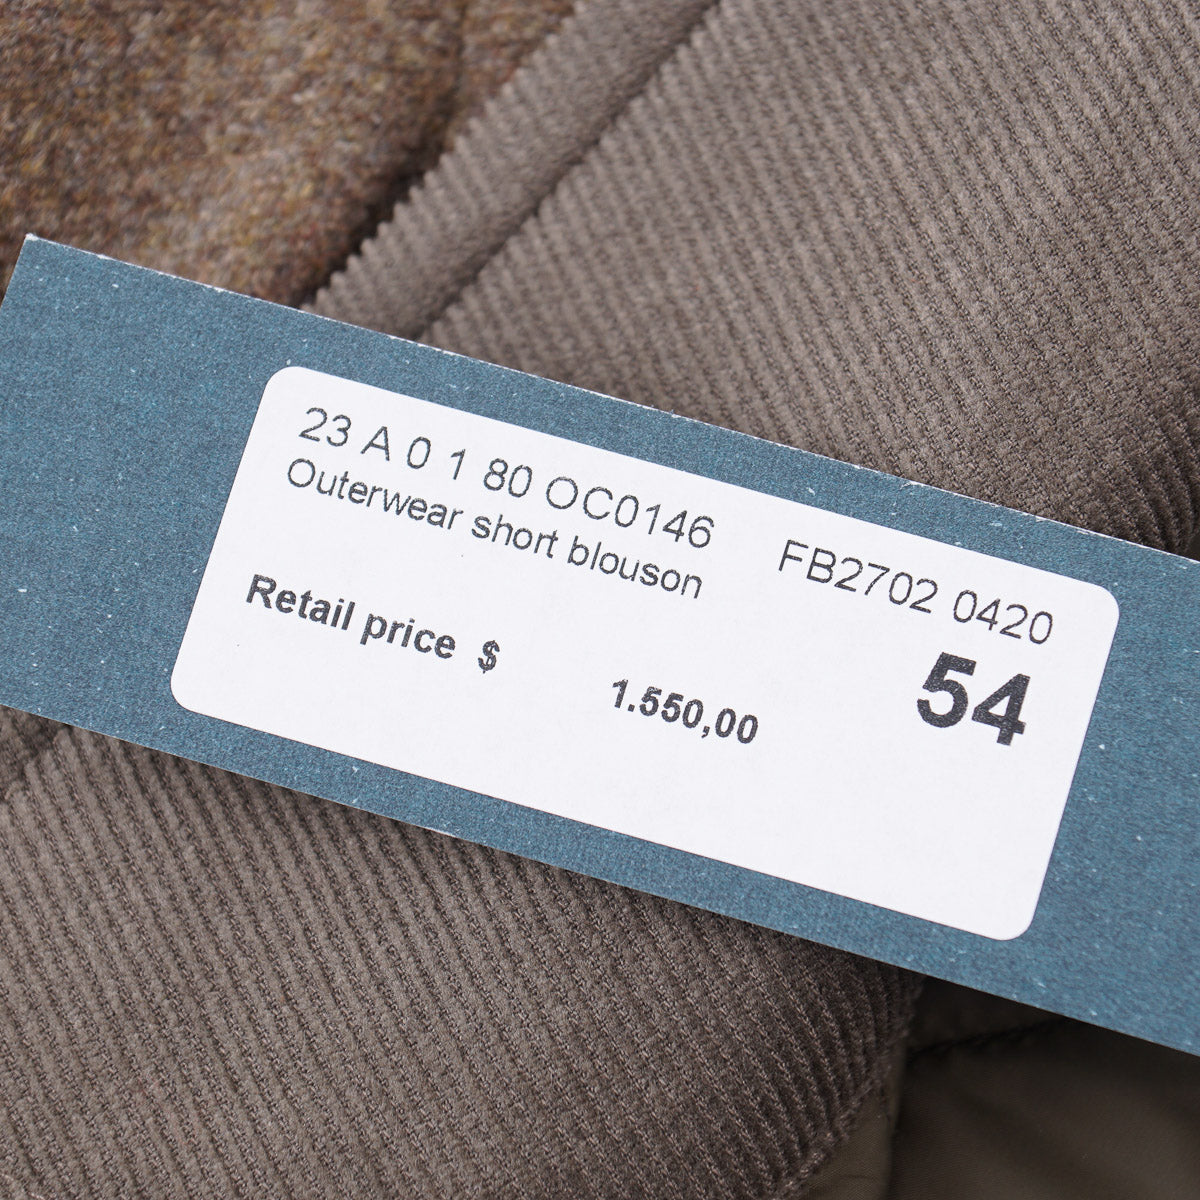 23 A 0 1 80 OC0146 FB2702 0420
Outerwear short blouson
54
Retail price $ 1.550,00